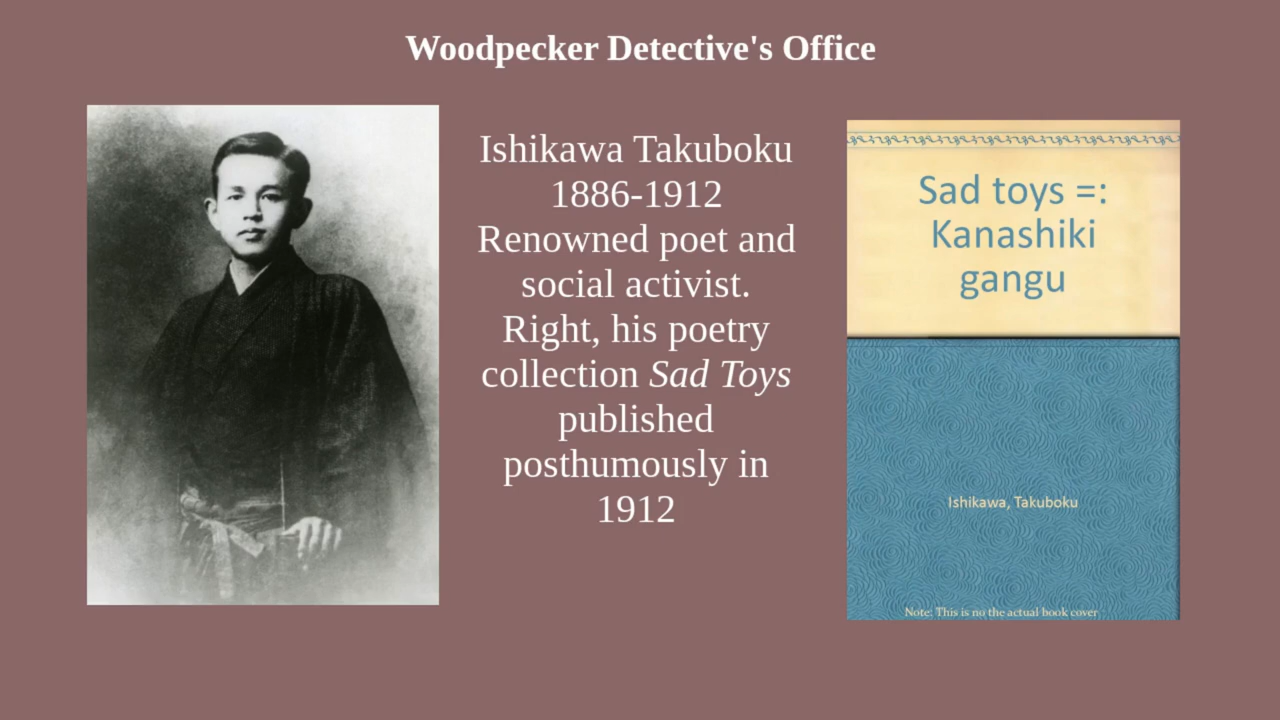 Woodpecker Detective's Office
Ishikawa Takuboku
1886-1912
Renowned poet and
social activist.
Right, his poetry
collection Sad Toys
published
posthumously in
1912
Sad toys =:
Kanashiki
gangu
Ishikawa, Takuboku
Note: This is no the actual book cover